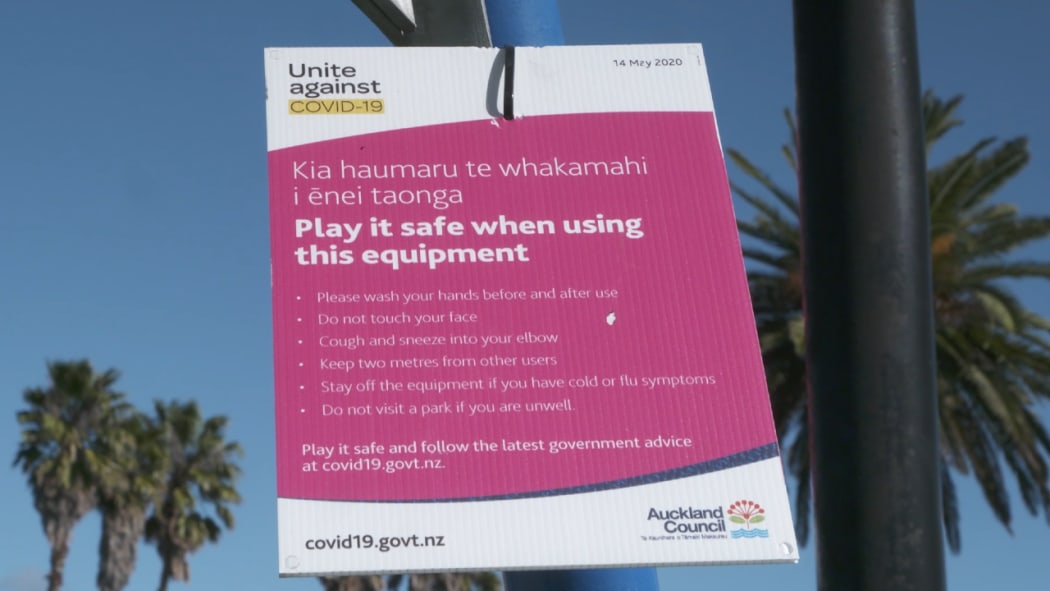 Unite
against
COVID-19
14 May 2020
Kia haumaru te whakamahi
i ēnei taonga
Play it safe when using
this equipment
• Please wash your hands before and after use
• Do not touch your face
• Cough and sneeze into your elbow
• Keep two metres from other users
• Stay off the equipment if you have cold or flu symptoms
• Do not visit a park if you are unwell.
Play it safe and follow the latest government advice
at covid19.govt.nz.
covid19.govt.nz
Auckland
Council
Te Kaunihera o Tāmaki Makaurau